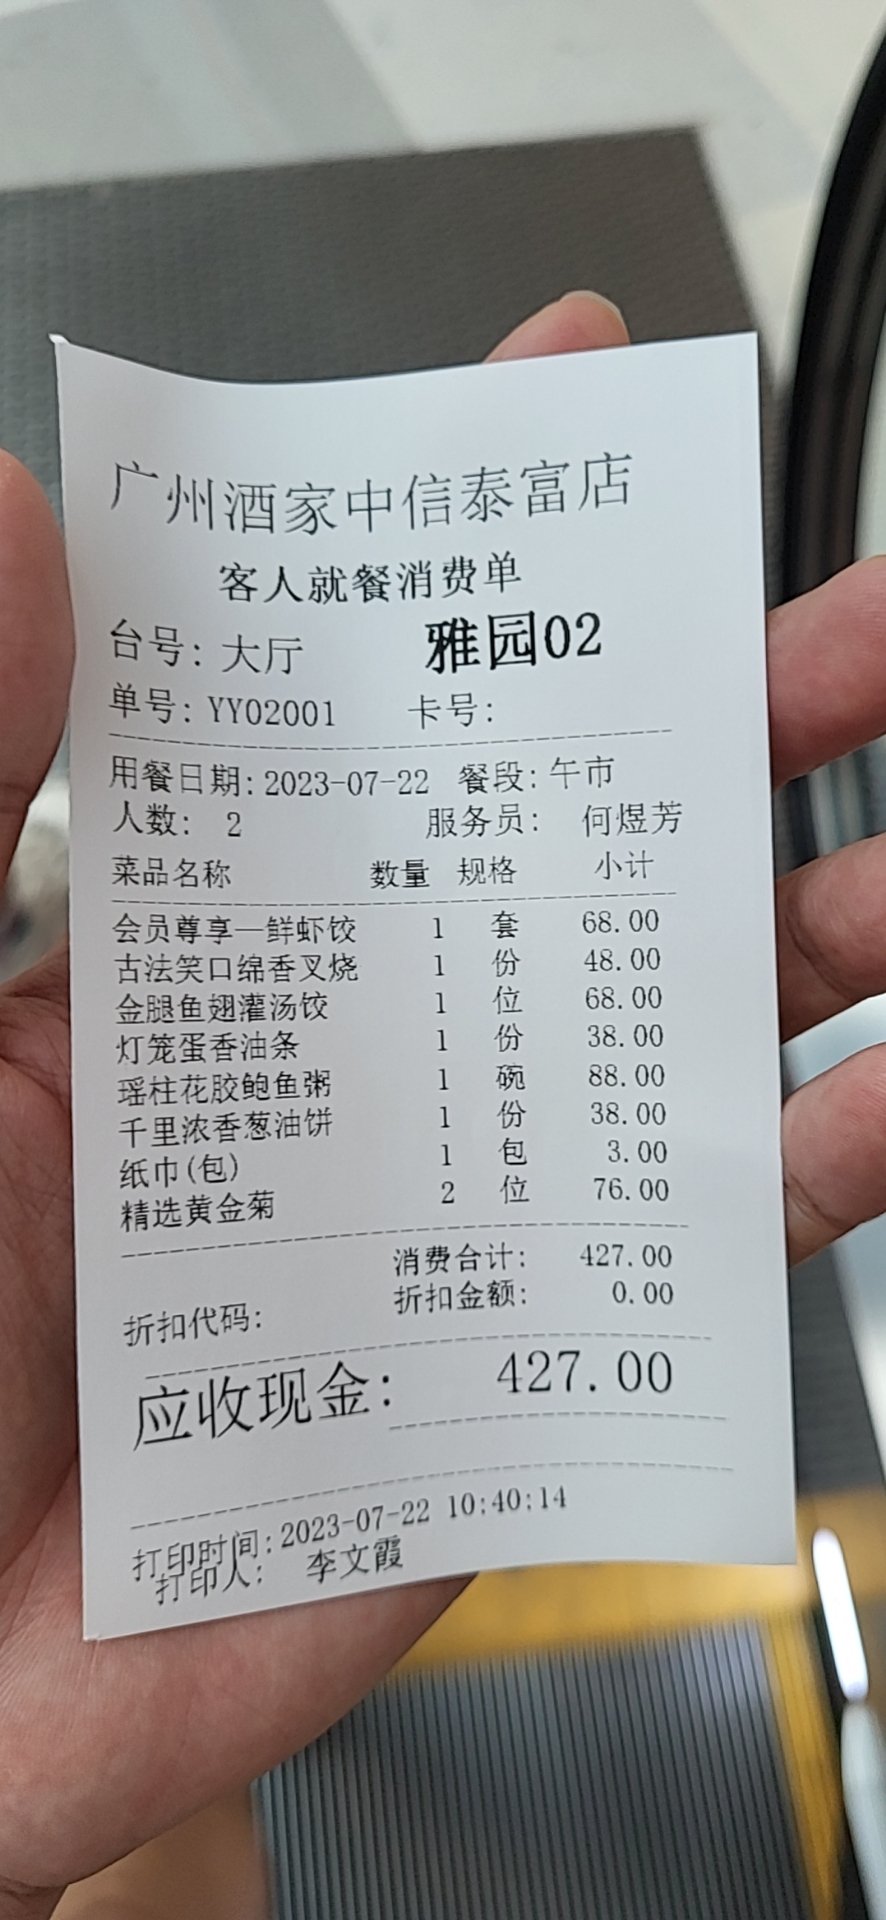 广州酒家中信泰富店
客人就餐消费单
台号: 大厅 雅园02
单号: YY02001 卡号:
用餐日期: 2023-07-22 餐段: 午市
人数: 2 服务员: 何煜芳
菜品名称 数量 规格 小计
会员尊享—鲜虾饺 1 套 68.00
古法笑口绵香叉烧 1 份 48.00
金腿鱼翅灌汤饺 1 位 68.00
灯笼蛋香油条 1 份 38.00
瑶柱花胶鲍鱼粥 1 碗 88.00
千里浓香葱油饼 1 份 38.00
纸巾(包) 1 包 3.00
精选黄金菊 2 位 76.00
消费合计: 427.00
折扣代码: 折扣金额: 0.00
应收现金: 427.00
打印时间: 2023-07-22 10:40:14
打印人: 李文霞